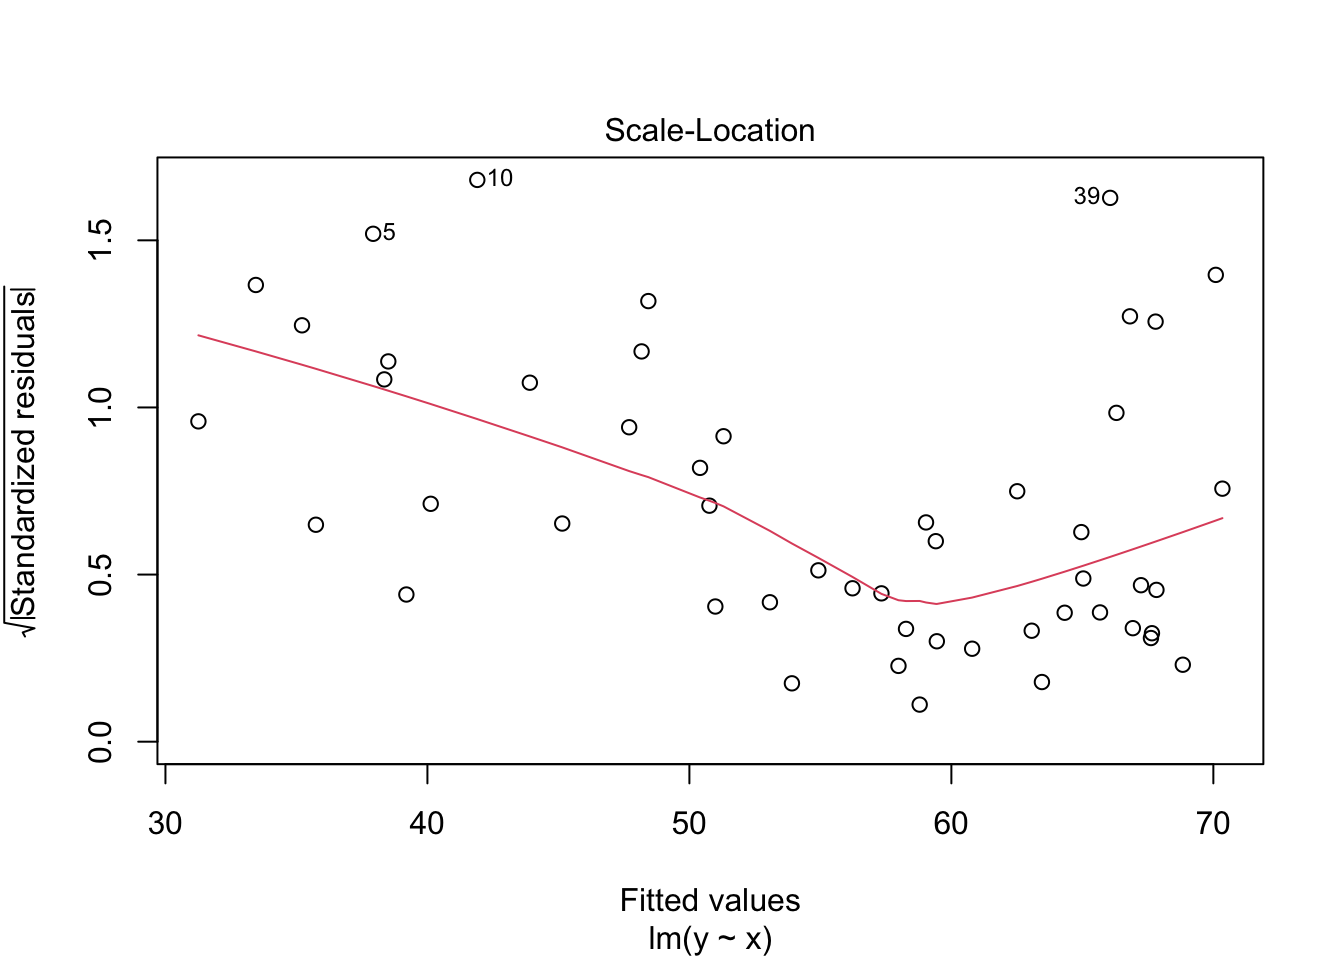 Scale-Location
√|Standardized residuals|
1.5
1.0
0.5
0.0
10
5
39
30 40 50 60 70
Fitted values
lm(y ~ x)